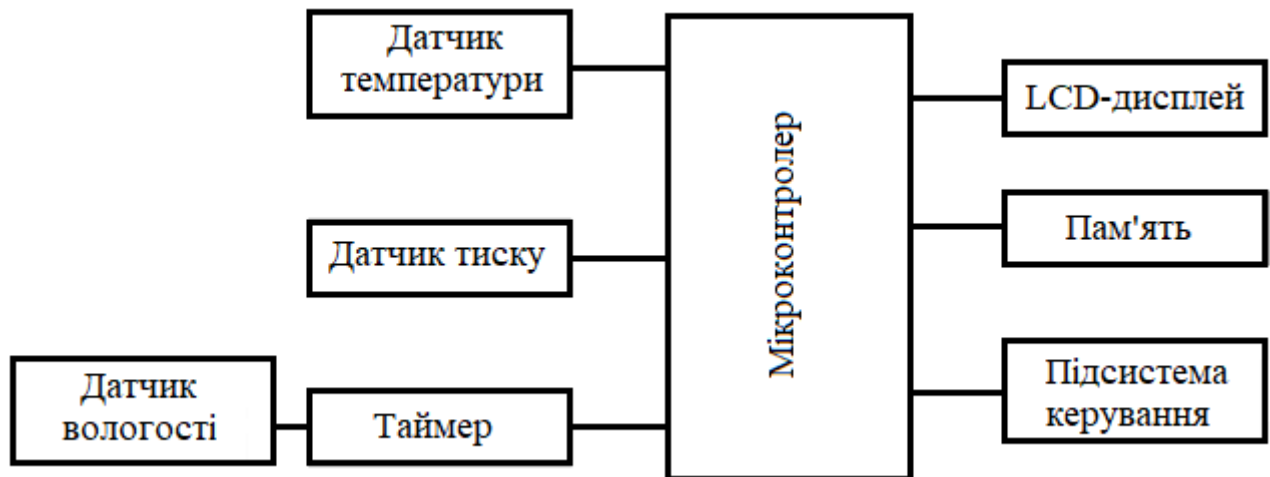 Датчик
температури
Датчик тиску
Датчик
вологості
Таймер
Мікроконтролер
LCD-дисплей
Пам'ять
Підсистема
керування